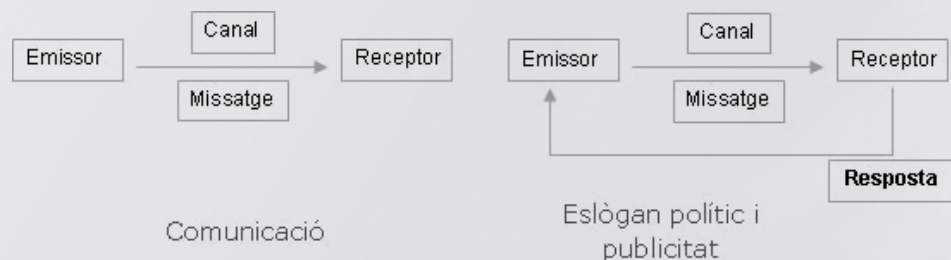 Canal
Emissor
Receptor
Missatge
Comunicació
Canal
Emissor
Receptor
Missatge
Resposta
Eslògan polític i
publicitat